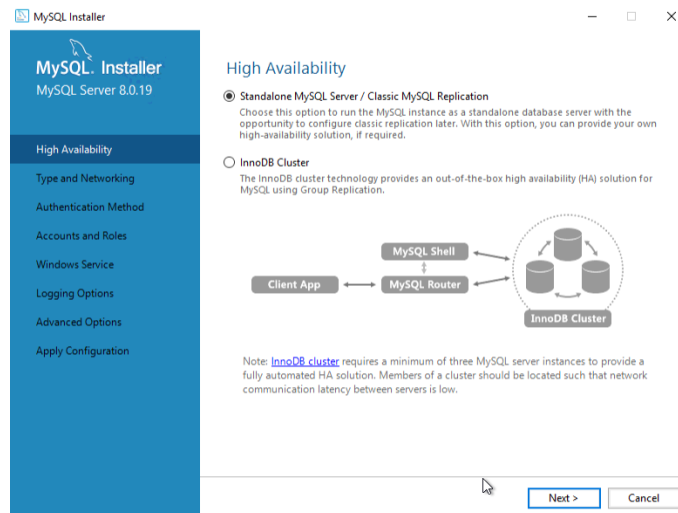 MySQL Installer
MySQL. Installer
MySQL Server 8.0.19
High Availability
Type and Networking
Authentication Method
Accounts and Roles
Windows Service
Logging Options
Advanced Options
Apply Configuration
High Availability
Standalone MySQL Server / Classic MySQL Replication
Choose this option to run the MySQL instance as a standalone database server with the
opportunity to configure classic replication later. With this option, you can provide your own
high-availability solution, if required.
InnoDB Cluster
The InnoDB cluster technology provides an out-of-the-box high availability (HA) solution for
MySQL using Group Replication.
MySQL Shell
Client App
MySQL Router
InnoDB Cluster
Note: InnoDB cluster requires a minimum of three MySQL server instances to provide a
fully automated HA solution. Members of a cluster should be located such that network
communication latency between servers is low.
Next >
Cancel